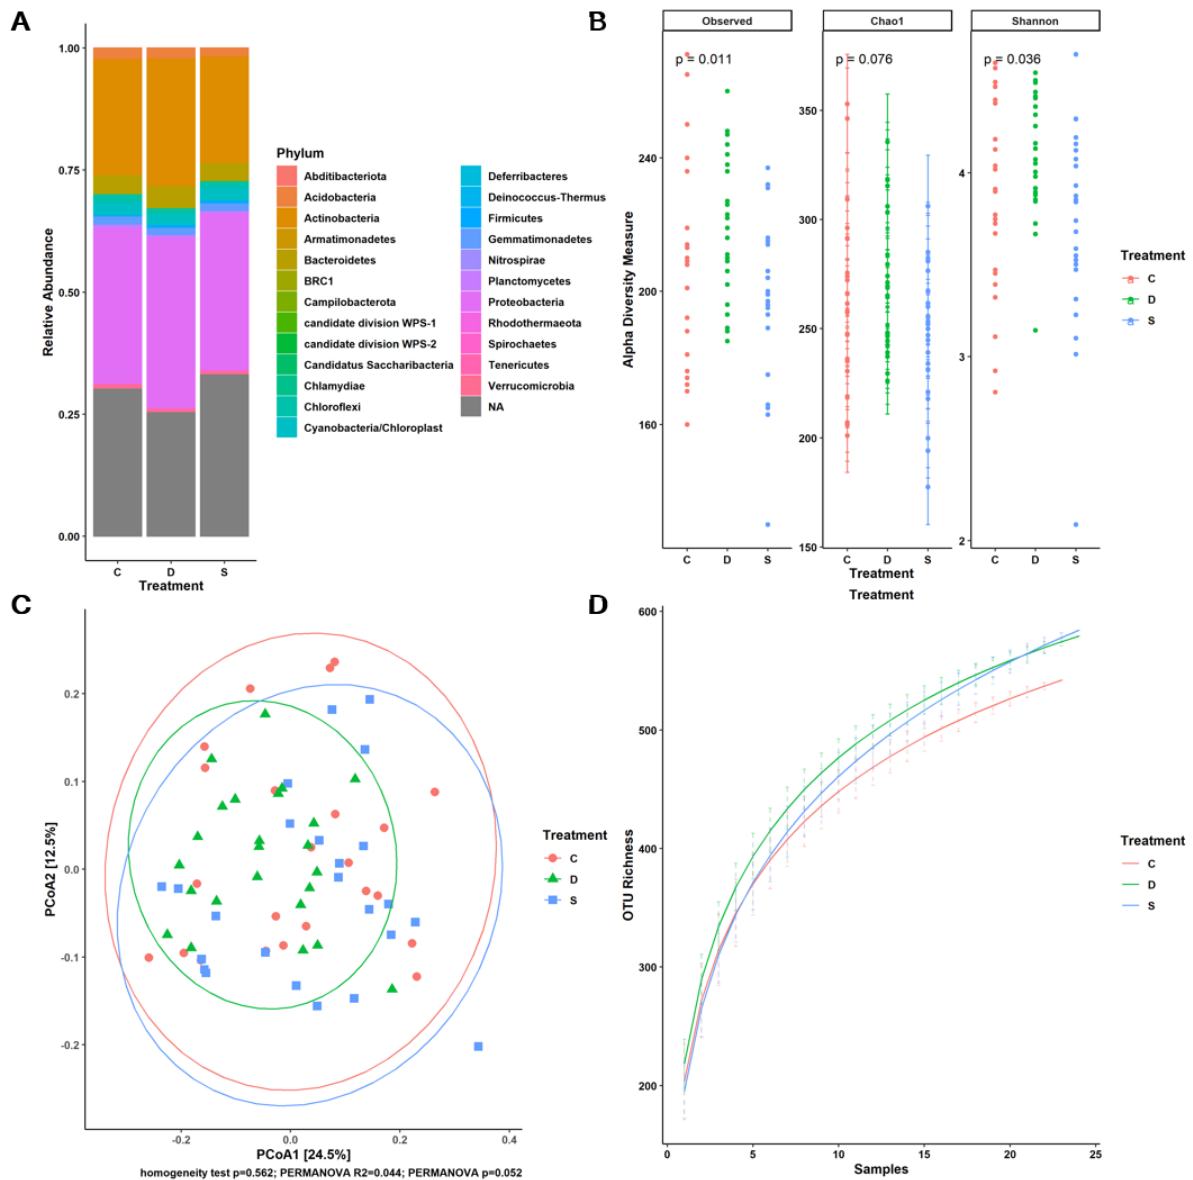 A
1.00
0.75
0.50
0.25
0.00
Relative Abundance
C D S
Treatment
Phylum
Abditibacteriota
Acidobacteria
Actinobacteria
Armatimonadetes
Bacteroidetes
BRC1
Campilobacterota
candidate division WPS-1
candidate division WPS-2
Candidatus Saccharibacteria
Chlamydiae
Chloroflexi
Cyanobacteria/Chloroplast
Deferribacteres
Deinococcus-Thermus
Firmicutes
Gemmatimonadetes
Nitrospirae
Planctomycetes
Proteobacteria
Rhodothermaeota
Spirochaetes
Tenericutes
Verrucomicrobia
NA
B
Observed Chao1 Shannon
p = 0.011 p = 0.076 p = 0.036
Alpha Diversity Measure
240
200
160
350
300
250
200
150
4
3
2
C D S C D S C D S
Treatment
Treatment
Treatment
C
D
S
C
0.2
0.1
0.0
-0.1
-0.2
PCoA2 [12.5%]
-0.2 0.0 0.2 0.4
PCoA1 [24.5%]
homogeneity test p=0.562; PERMANOVA R2=0.044; PERMANOVA p=0.052
Treatment
C
D
S
D
600
500
400
300
200
OTU Richness
0 5 10 15 20 25
Samples
Treatment
C
D
S